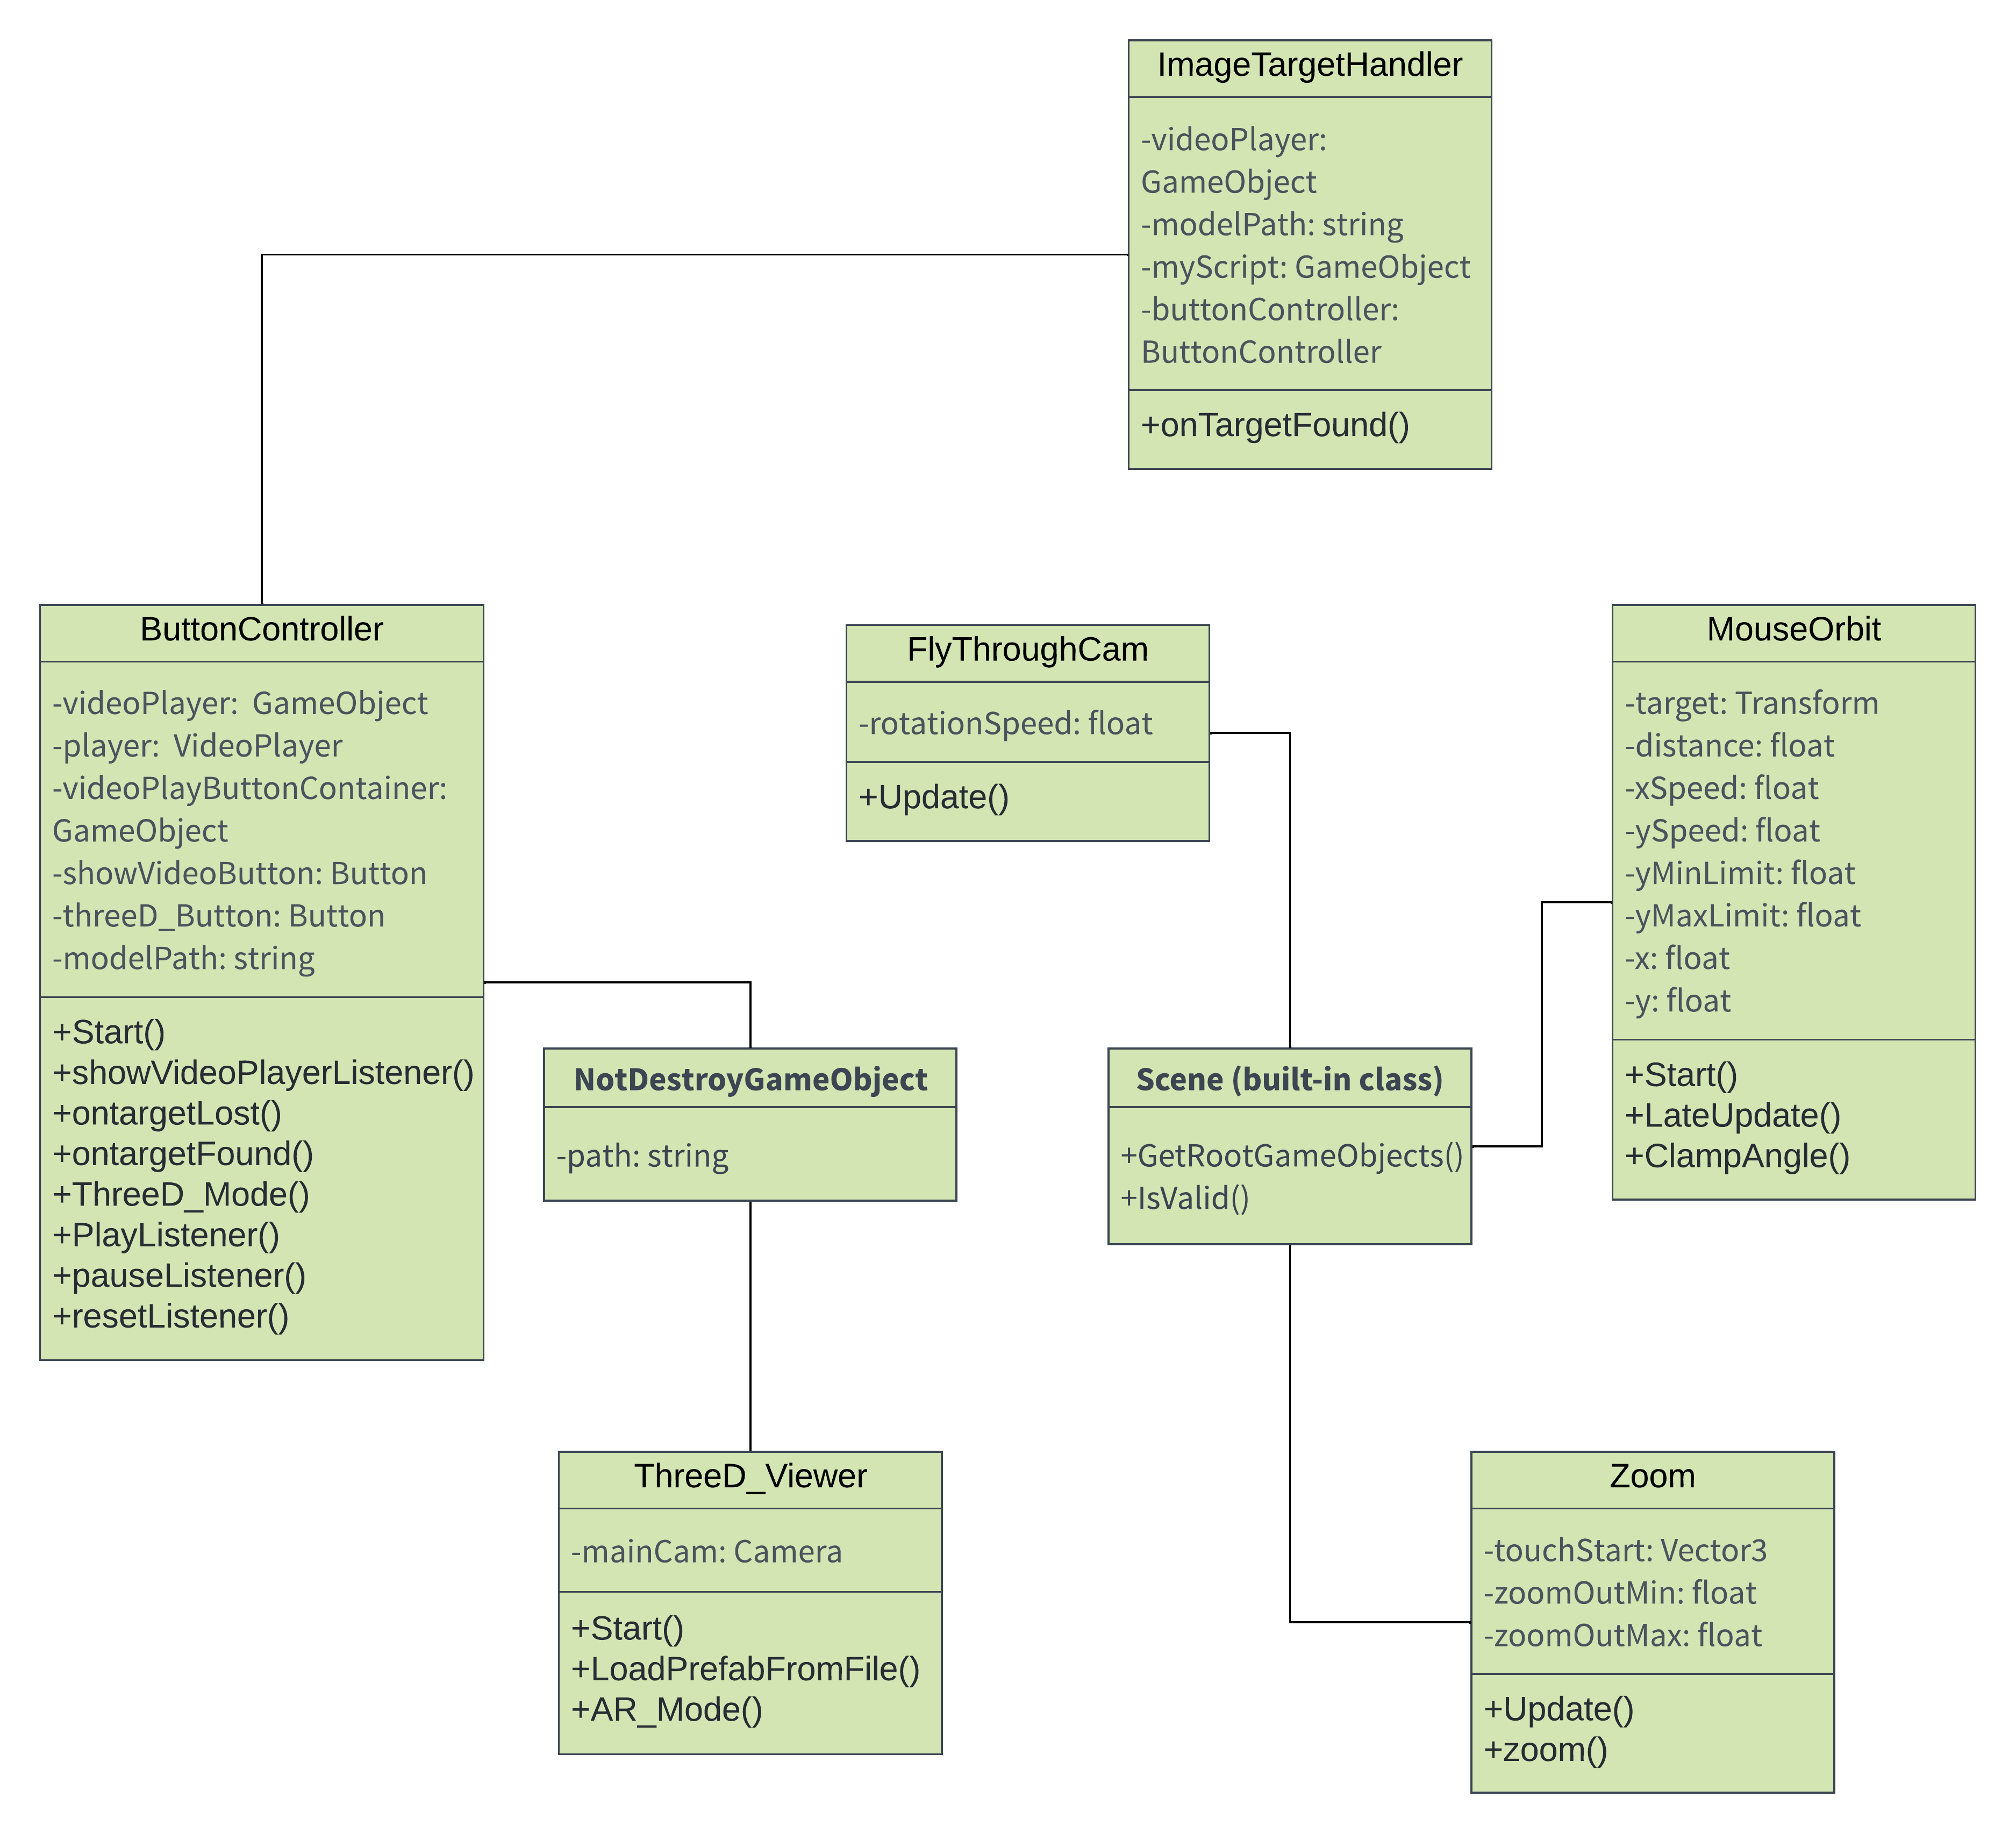 ImageTargetHandler
-videoPlayer:
GameObject
-modelPath: string
-myScript: GameObject
-buttonController:
ButtonController
+onTargetFound()
ButtonController
-videoPlayer:  GameObject
-player:  VideoPlayer
-videoPlayButtonContainer:
GameObject
-showVideoButton: Button
-threeD_Button: Button
-modelPath: string
+Start()
+showVideoPlayerListener()
+ontargetLost()
+ontargetFound()
+ThreeD_Mode()
+PlayListener()
+pauseListener()
+resetListener()
FlyThroughCam
-rotationSpeed: float
+Update()
MouseOrbit
-target: Transform
-distance: float
-xSpeed: float
-ySpeed: float
-yMinLimit: float
-yMaxLimit: float
-x: float
-y: float
+Start()
+LateUpdate()
+ClampAngle()
NotDestroyGameObject
-path: string
Scene (built-in class)
+GetRootGameObjects()
+IsValid()
ThreeD_Viewer
-mainCam: Camera
+Start()
+LoadPrefabFromFile()
+AR_Mode()
Zoom
-touchStart: Vector3
-zoomOutMin: float
-zoomOutMax: float
+Update()
+zoom()